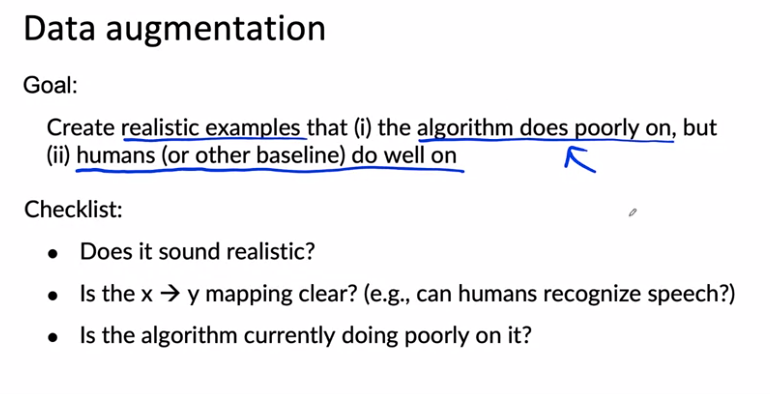 Data augmentation
Goal:
Create realistic examples that (i) the algorithm does poorly on, but
(ii) humans (or other baseline) do well on
Checklist:
• Does it sound realistic?
• Is the x → y mapping clear? (e.g., can humans recognize speech?)
• Is the algorithm currently doing poorly on it?